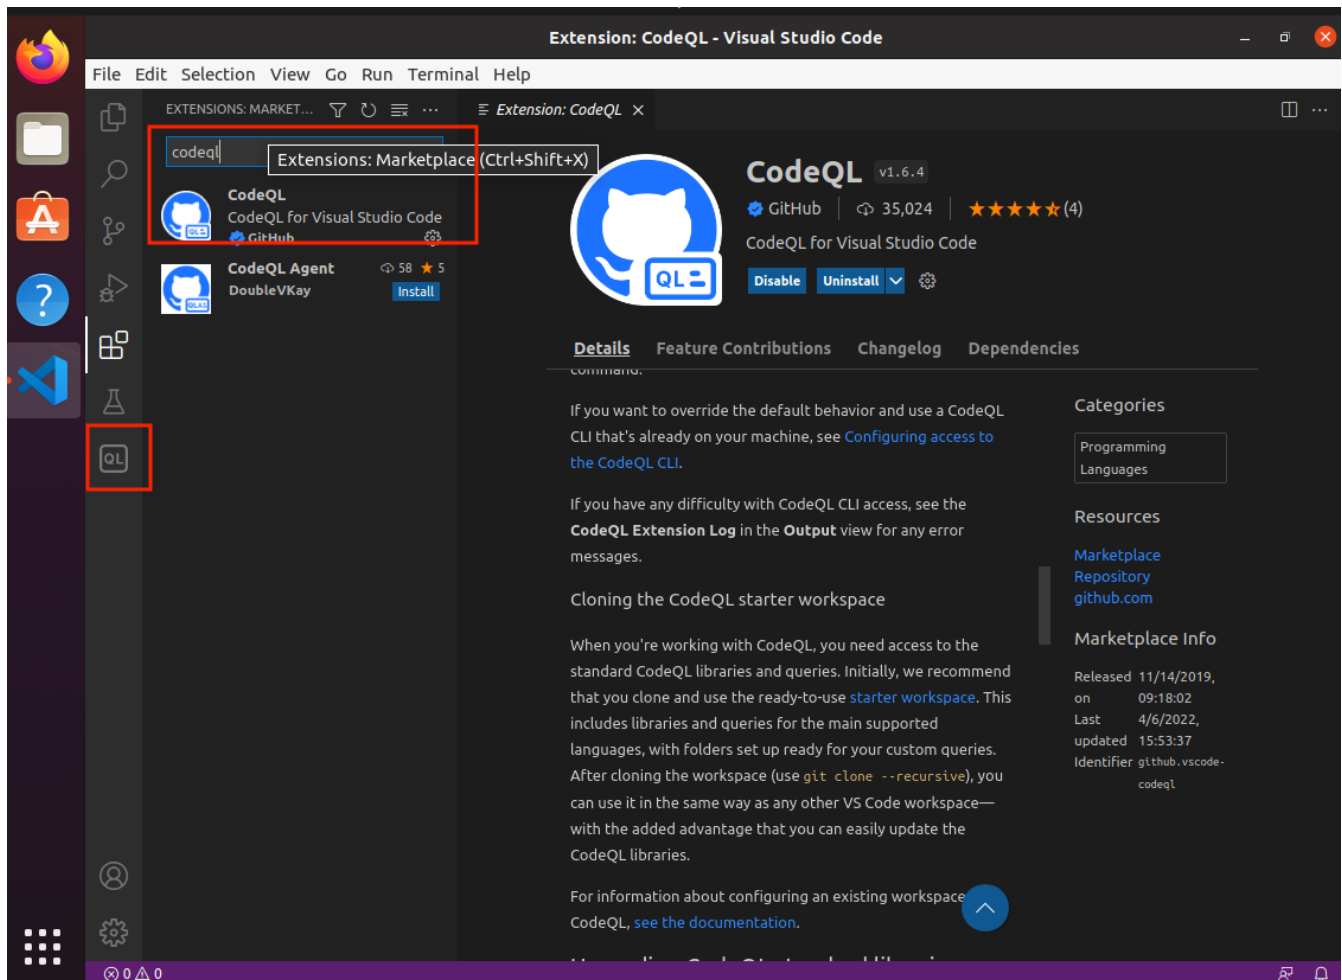 Extension: CodeQL - Visual Studio Code
File Edit Selection View Go Run Terminal Help
EXTENSIONS: MARKET...
Extension: CodeQL
codeql
Extensions: Marketplace (Ctrl+Shift+X)
CodeQL
CodeQL for Visual Studio Code
GitHub
CodeQL Agent 58 ★ 5
DoubleVKay Install
QL
CodeQL v1.6.4
GitHub 35,024 ★★★★ (4)
CodeQL for Visual Studio Code
Disable Uninstall
QL
Details Feature Contributions Changelog Dependencies
command.
If you want to override the default behavior and use a CodeQL
CLI that's already on your machine, see Configuring access to
the CodeQL CLI.
If you have any difficulty with CodeQL CLI access, see the
CodeQL Extension Log in the Output view for any error
messages.
Cloning the CodeQL starter workspace
When you're working with CodeQL, you need access to the
standard CodeQL libraries and queries. Initially, we recommend
that you clone and use the ready-to-use starter workspace. This
includes libraries and queries for the main supported
languages, with folders set up ready for your custom queries.
After cloning the workspace (use git clone --recursive), you
can use it in the same way as any other VS Code workspace—
with the added advantage that you can easily update the
CodeQL libraries.
For information about configuring an existing workspace
CodeQL, see the documentation.
Categories
Programming
Languages
Resources
Marketplace
Repository
github.com
Marketplace Info
Released 11/14/2019,
on 09:18:02
Last 4/6/2022,
updated 15:53:37
Identifier github.vscode-
codeql
0 0